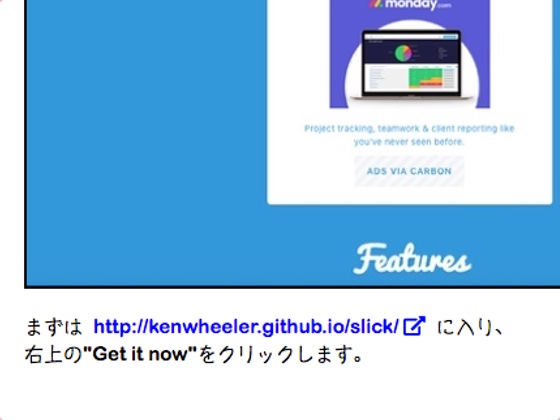 monday.com
Project tracking, teamwork & client reporting like
you've never seen before.
ADS VIA CARBON
Features
まずは http://kenwheeler.github.io/slick/ に入り、
右上の"Get it now"をクリックします。